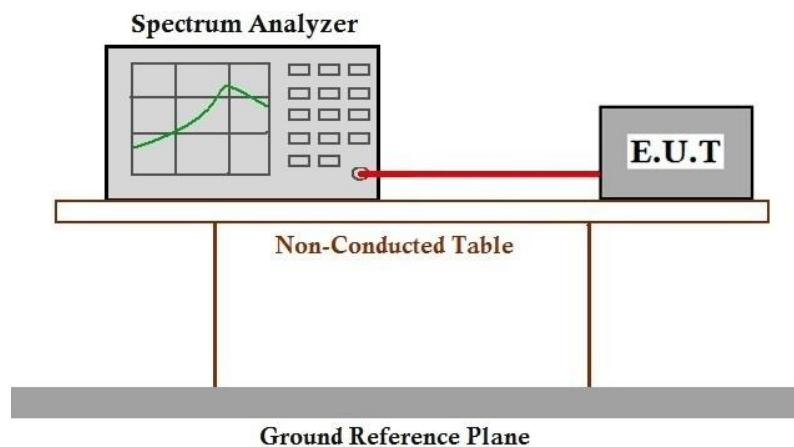 Spectrum Analyzer
E.U.T
Non-Conducted Table
Ground Reference Plane